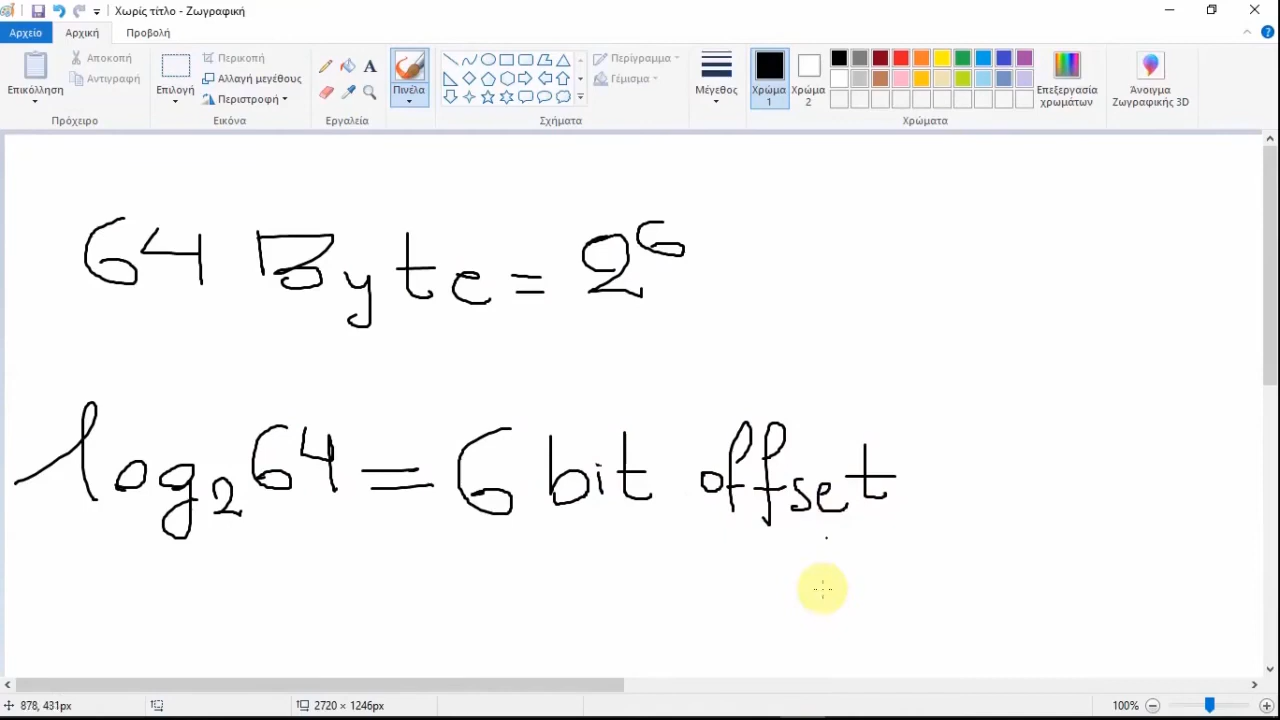 Χωρίς τίτλο - Ζωγραφική
Αρχείο Αρχική Προβολή
Επικόλληση
Αποκοπή
Αντιγραφή
Πρόχειρο
Επιλογή
Περικοπή
Αλλαγή μεγέθους
Περιστροφή
Εικόνα
A
Εργαλεία
Πινέλα
Περίγραμμα
Γέμισμα
Σχήματα
Μέγεθος
Χρώμα 1
Χρώμα 2
Επεξεργασία χρωμάτων
Χρώματα
Άνοιγμα Ζωγραφικής 3D
64 Byte = 2⁶
log₂64 = 6 bit offset
878, 431px 2720 × 1246px 100%